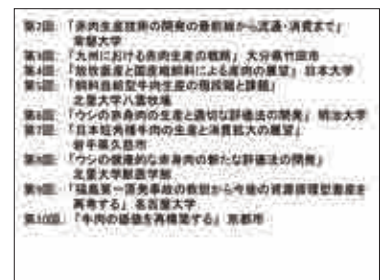 第2回: 「赤肉生産技術の開発の最前線から流通・消費まで」
常磐大学
第3回: 「九州における赤肉生産の戦略」 大分県竹田市
第4回: 「放牧畜産と国産飼料による産肉の展望」 日本大学
第5回: 「飼料自給型牛肉生産の現段階と課題」
北里大学八雲牧場
第6回: 「ウシの赤身肉の生産と適切な評価法の開発」 明治大学
第7回: 「日本短角種牛肉の生産と消費拡大の展望」
岩手県久慈市
第8回: 「ウシの健康的な赤身肉の新たな評価法の開発」
北里大学獣医学部
第9回: 「福島第一原発事故の教訓から今後の資源循環型畜産を
再考する」 名古屋大学
第10回: 「牛肉の価値を再構築する」 京都市